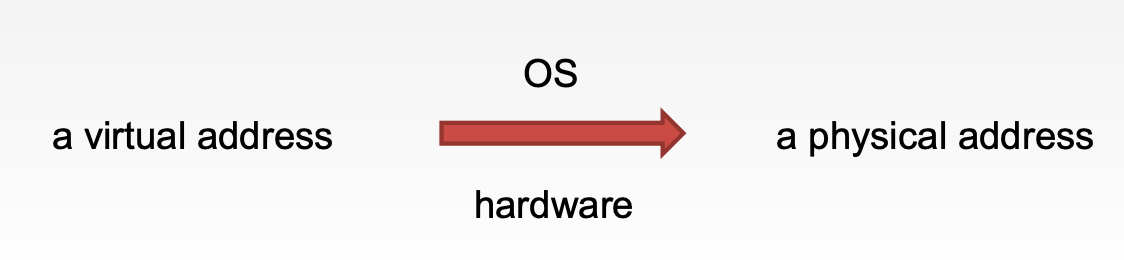 OS
a virtual address
a physical address
hardware